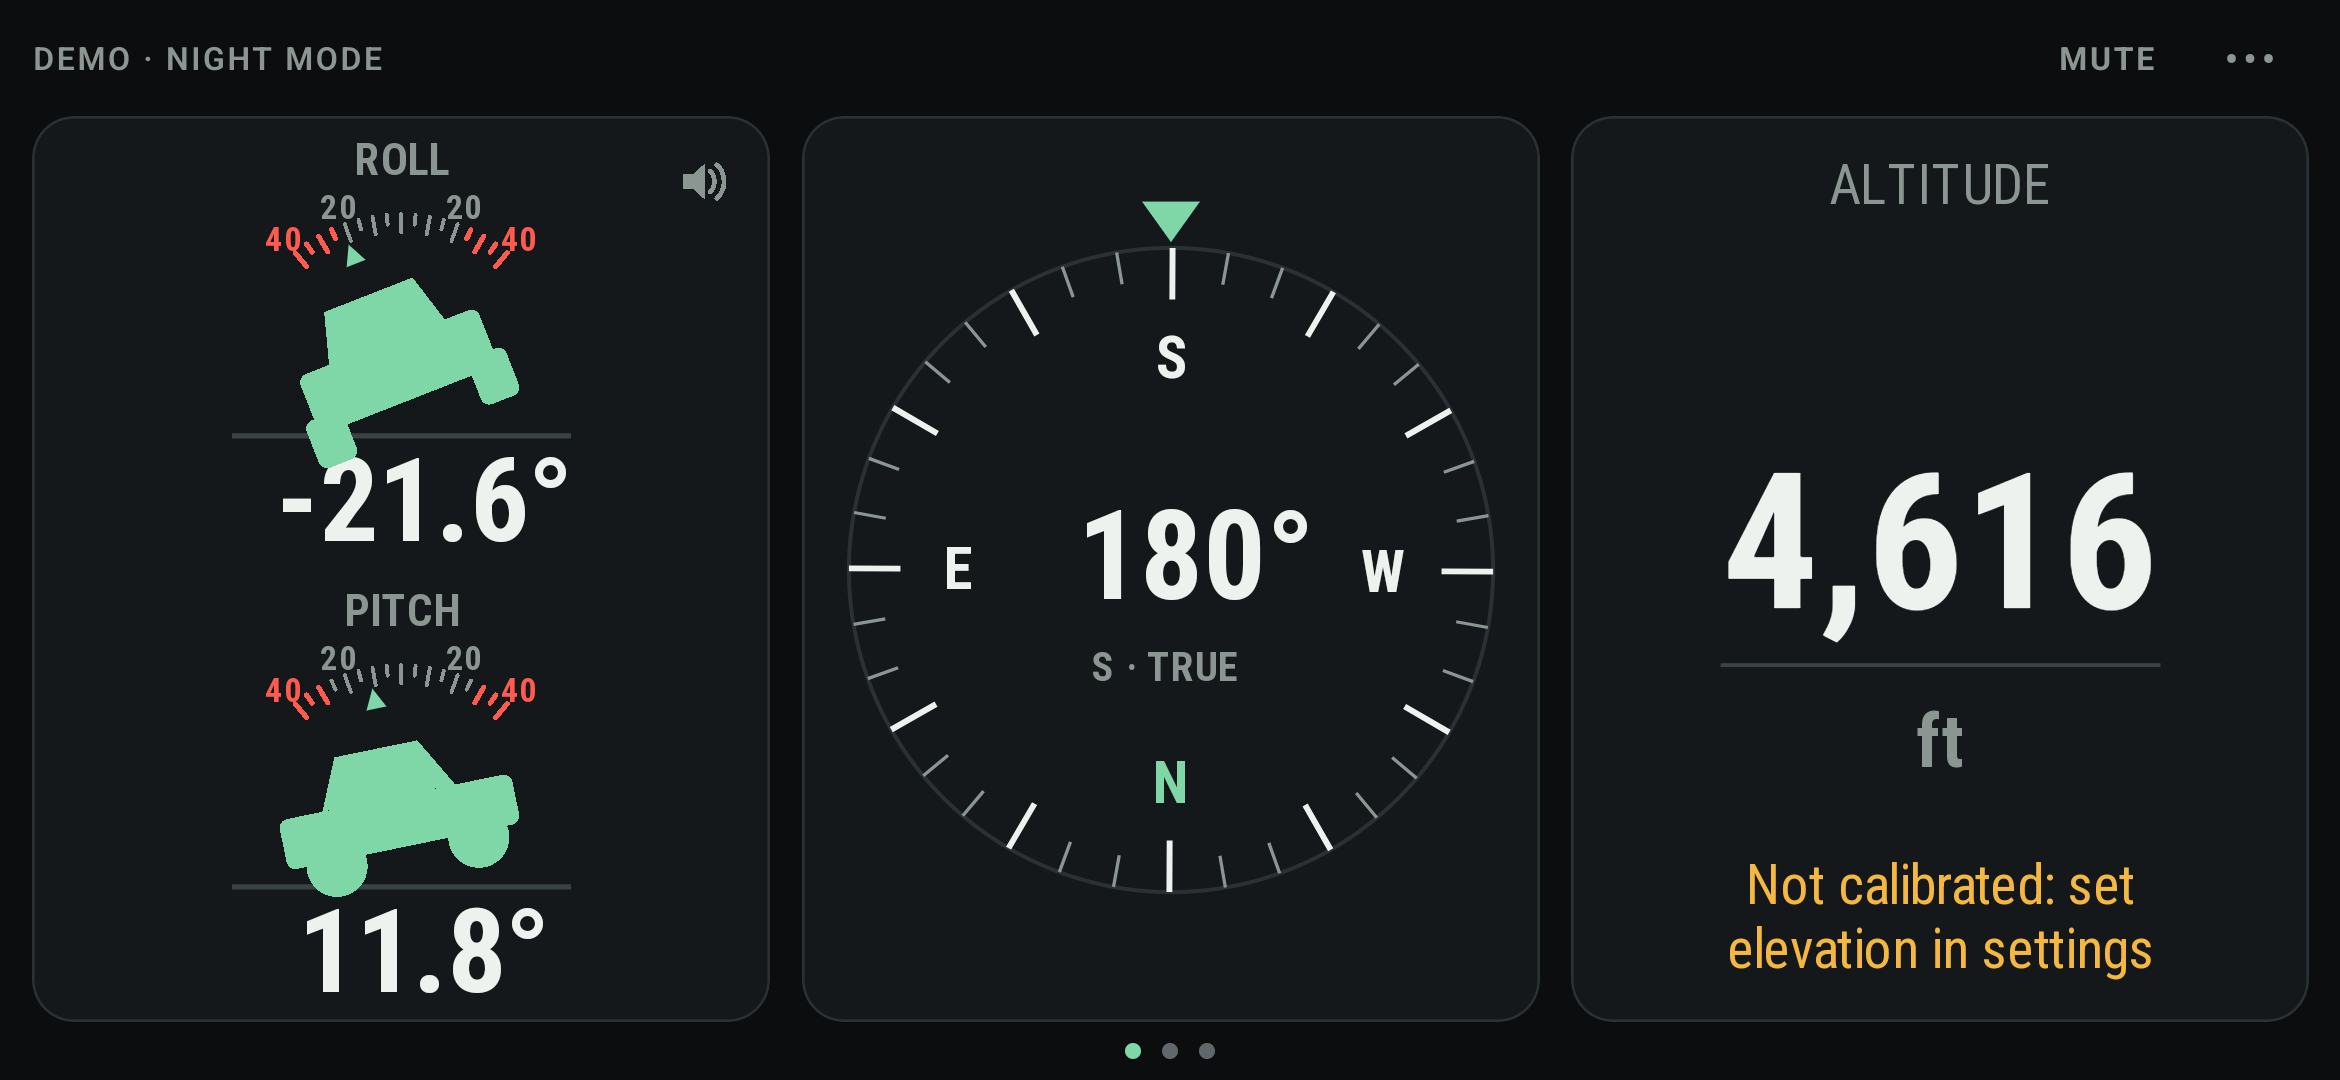 DEMO · NIGHT MODE
MUTE
ROLL
20 20
40 40
-21.6°
PITCH
20 20
40 40
11.8°
S
E 180° W
S · TRUE
N
ALTITUDE
4,616
ft
Not calibrated: set
elevation in settings